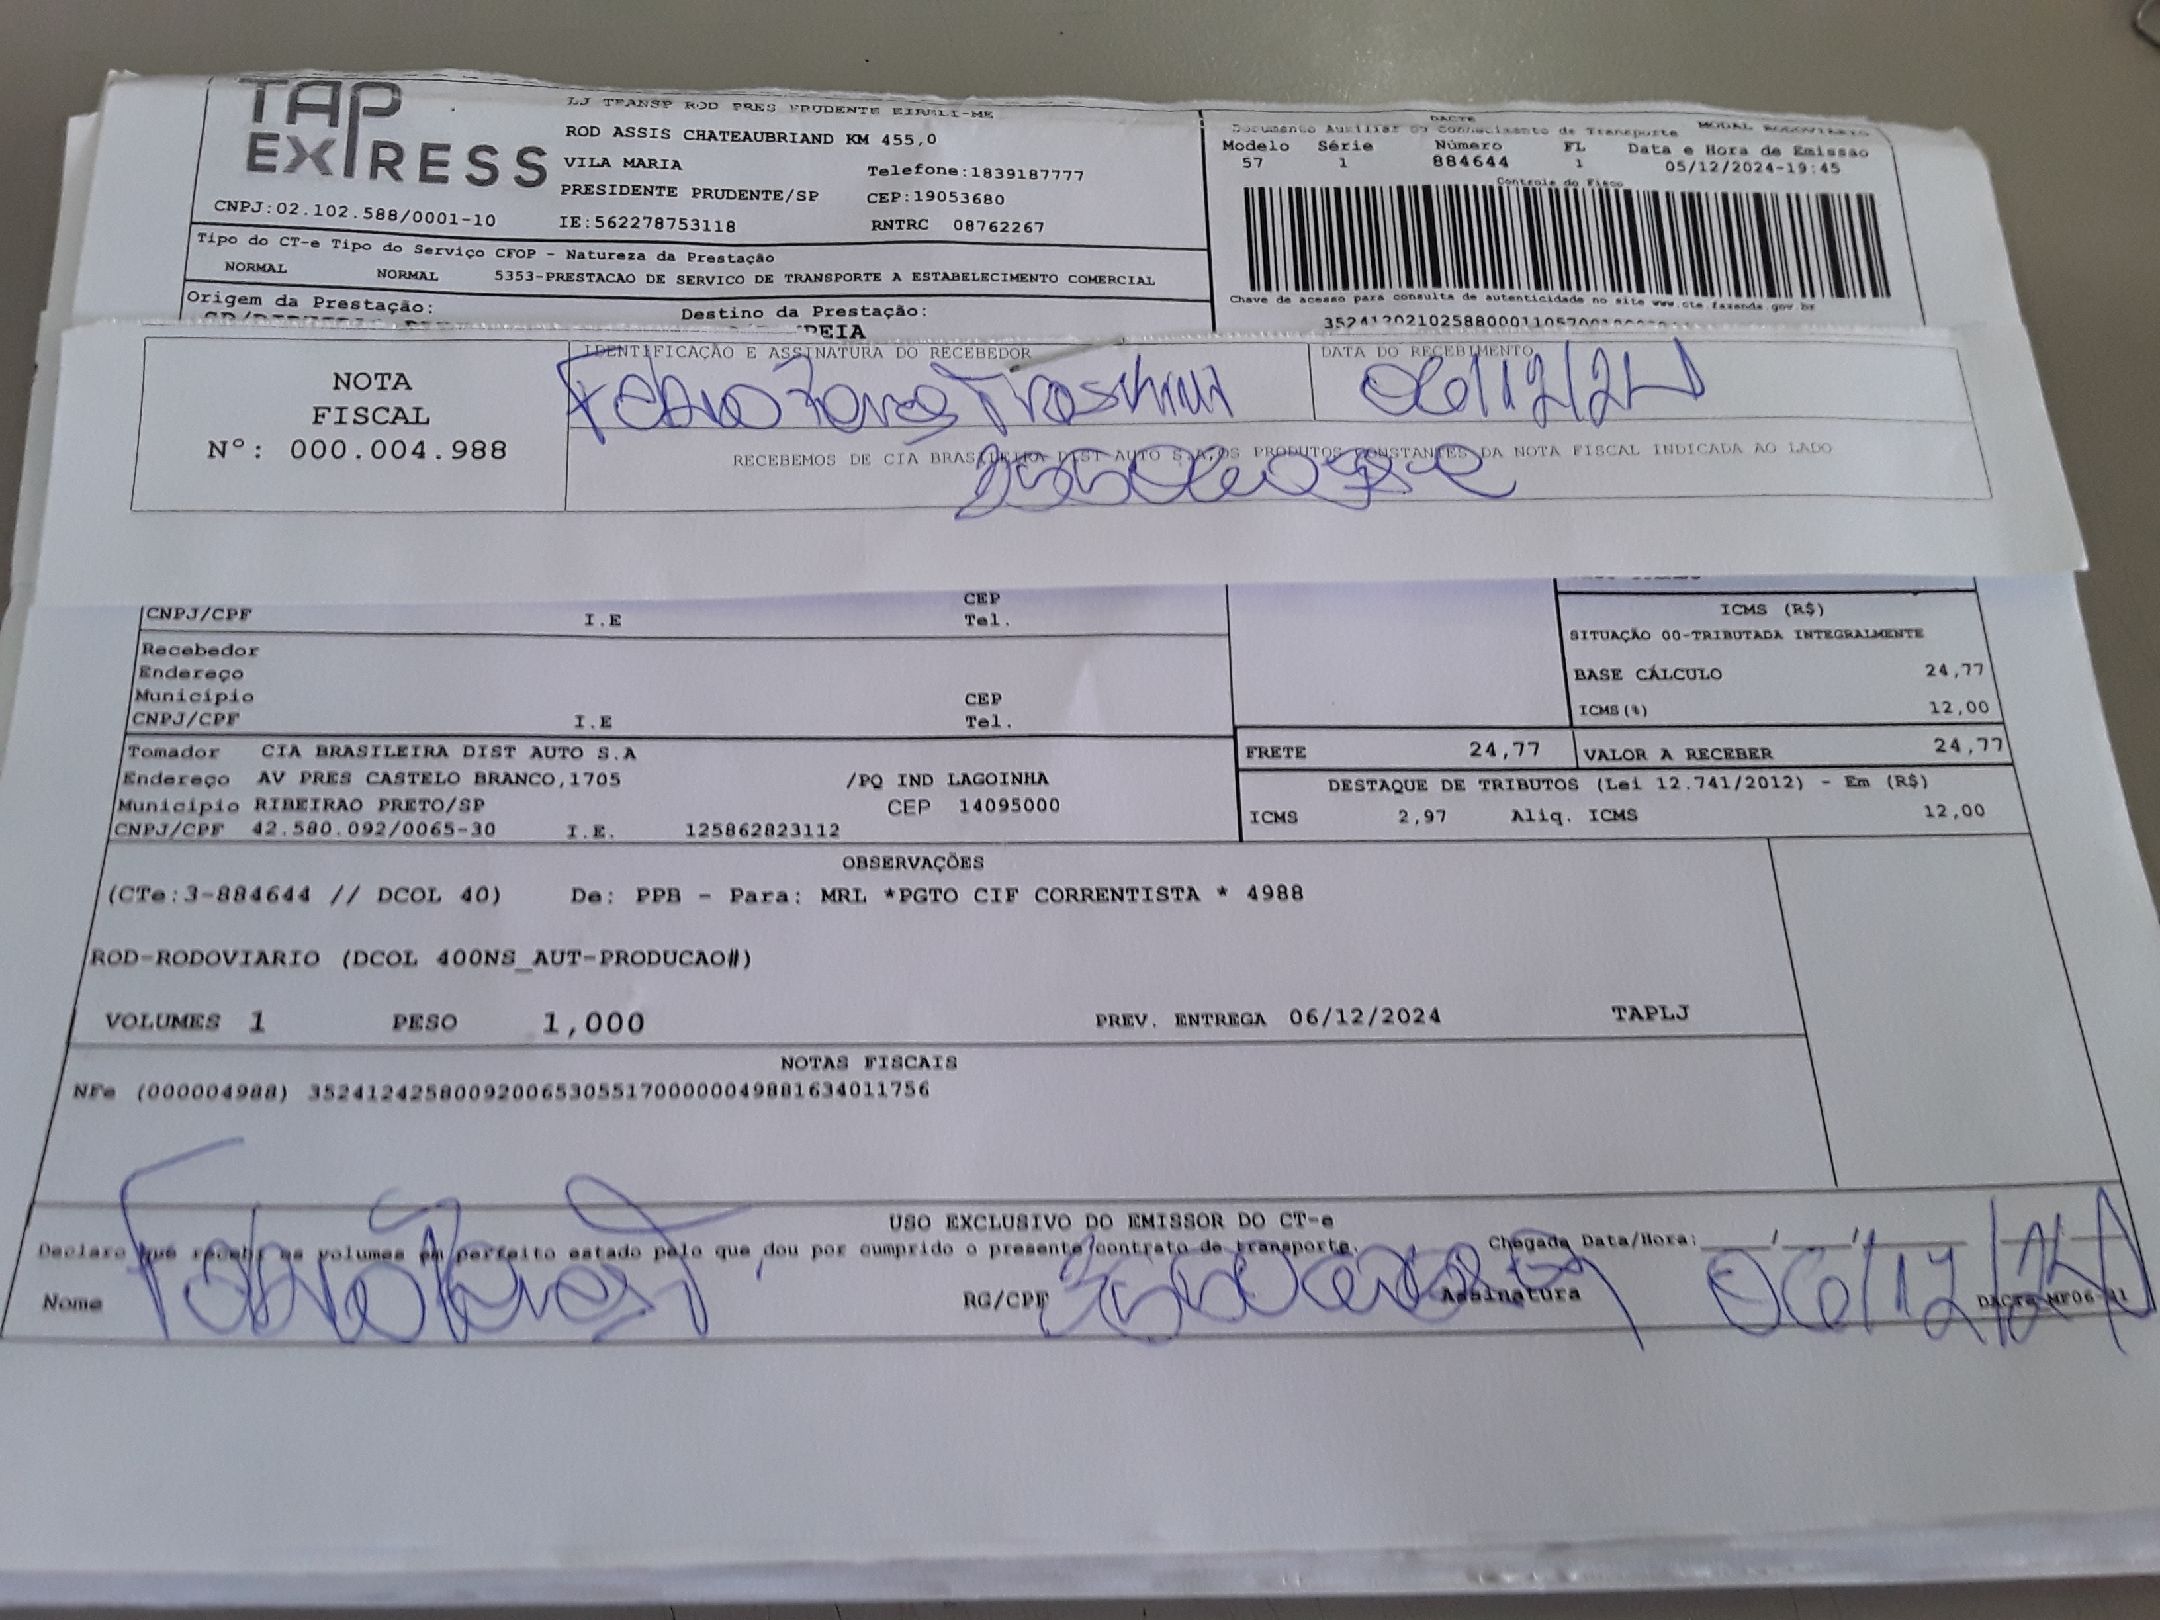 TAP EXPRESS
LJ TRANSP ROD PRES PRUDENTE EIRELI-ME
ROD ASSIS CHATEAUBRIAND KM 455,0
VILA MARIA Telefone:1839187777
PRESIDENTE PRUDENTE/SP CEP:19053680
CNPJ:02.102.588/0001-10 IE:562278753118 RNTRC 08762267
DACTE
Documento Auxiliar do Conhecimento de Transporte MODAL RODOVIÁRIO
Modelo Série Número FL Data e Hora de Emissão
57 1 884644 1 05/12/2024-19:45
Controle do Fisco
Tipo do CT-e Tipo do Serviço CFOP - Natureza da Prestação
NORMAL NORMAL 5353-PRESTACAO DE SERVICO DE TRANSPORTE A ESTABELECIMENTO COMERCIAL
Chave de acesso para consulta de autenticidade no site www.cte.fazenda.gov.br
Origem da Prestação: Destino da Prestação:
NOTA
FISCAL
Nº: 000.004.988
IDENTIFICAÇÃO E ASSINATURA DO RECEBEDOR
DATA DO RECEBIMENTO
06/12/24
RECEBEMOS DE CIA BRASILEIRA DIST AUTO S.A, OS PRODUTOS CONSTANTES DA NOTA FISCAL INDICADA AO LADO
CEP
CNPJ/CPF I.E Tel.
Recebedor
Endereço
Município CEP
CNPJ/CPF I.E Tel.
ICMS (R$)
SITUAÇÃO 00-TRIBUTADA INTEGRALMENTE
BASE CÁLCULO 24,77
ICMS(%) 12,00
Tomador CIA BRASILEIRA DIST AUTO S.A
Endereço AV PRES CASTELO BRANCO,1705 /PQ IND LAGOINHA
Município RIBEIRAO PRETO/SP CEP 14095000
CNPJ/CPF 42.580.092/0065-30 I.E. 125862823112
FRETE 24,77 VALOR A RECEBER 24,77
DESTAQUE DE TRIBUTOS (Lei 12.741/2012) - Em (R$)
ICMS 2,97 Aliq. ICMS 12,00
OBSERVAÇÕES
(CTe:3-884644 // DCOL 40) De: PPB - Para: MRL *PGTO CIF CORRENTISTA * 4988
ROD-RODOVIARIO (DCOL 400NS_AUT-PRODUCAO#)
VOLUMES 1 PESO 1,000 PREV. ENTREGA 06/12/2024 TAPLJ
NOTAS FISCAIS
NFe (000004988) 35241242580092006530551700000049881634011756
USO EXCLUSIVO DO EMISSOR DO CT-e
Declaro que recebi os volumes em perfeito estado pelo que dou por cumprido o presente contrato de transporte. Chegada Data/Hora: / /
Nome RG/CPF Assinatura 06/12/24